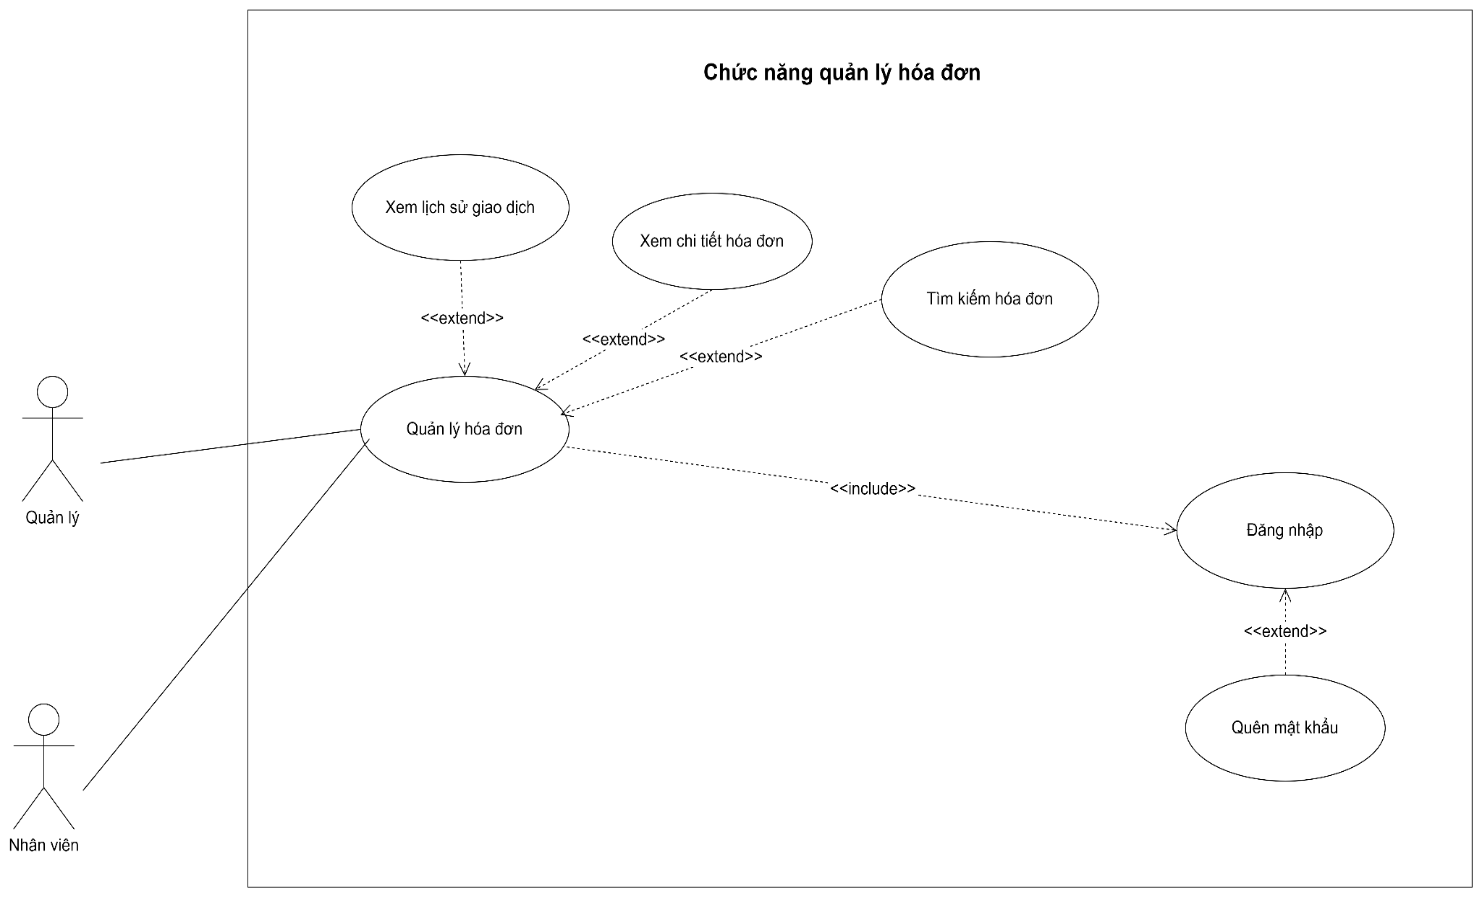 Chức năng quản lý hóa đơn
Xem lịch sử giao dịch
Xem chi tiết hóa đơn
Tìm kiếm hóa đơn
<<extend>>
<<extend>>
<<extend>>
Quản lý hóa đơn
<<include>>
Quản lý
Đăng nhập
<<extend>>
Quên mật khẩu
Nhân viên